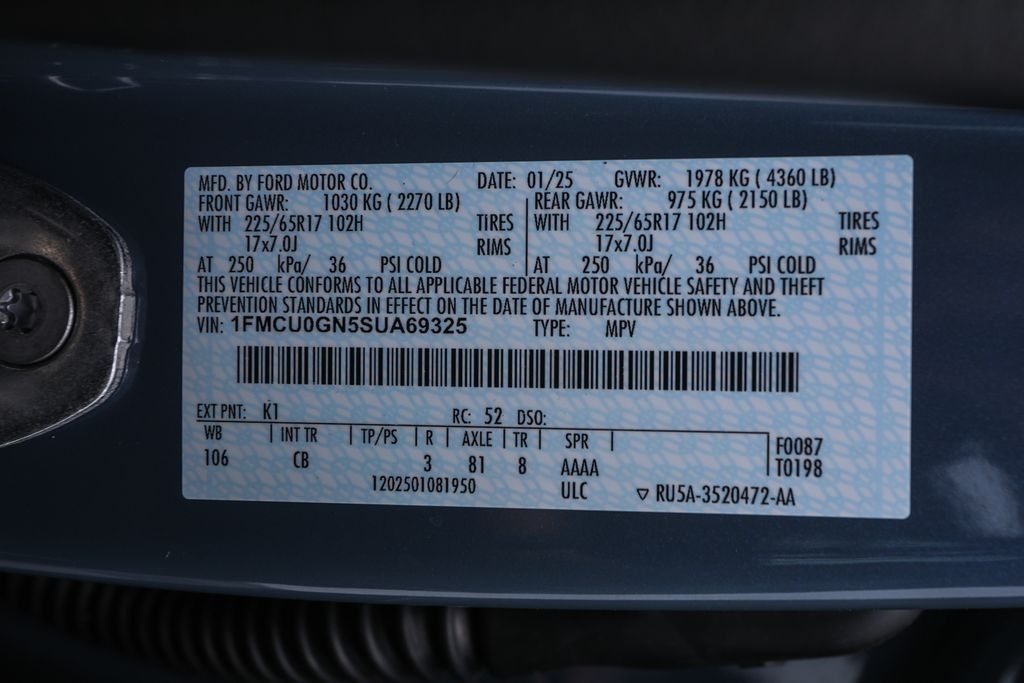 MFD. BY FORD MOTOR CO. DATE: 01/25 GVWR: 1978 KG ( 4360 LB)
FRONT GAWR: 1030 KG ( 2270 LB) REAR GAWR: 975 KG ( 2150 LB)
WITH 225/65R17 102H TIRES WITH 225/65R17 102H TIRES
17x7.0J RIMS 17x7.0J RIMS
AT 250 kPa/ 36 PSI COLD AT 250 kPa/ 36 PSI COLD
THIS VEHICLE CONFORMS TO ALL APPLICABLE FEDERAL MOTOR VEHICLE SAFETY AND THEFT
PREVENTION STANDARDS IN EFFECT ON THE DATE OF MANUFACTURE SHOWN ABOVE.
VIN: 1FMCU0GN5SUA69325 TYPE: MPV
EXT PNT: K1 RC: 52 DSO:
WB INT TR TP/PS R AXLE TR SPR F0087
106 CB 3 81 8 AAAA T0198
1202501081950 ULC ▽ RU5A-3520472-AA